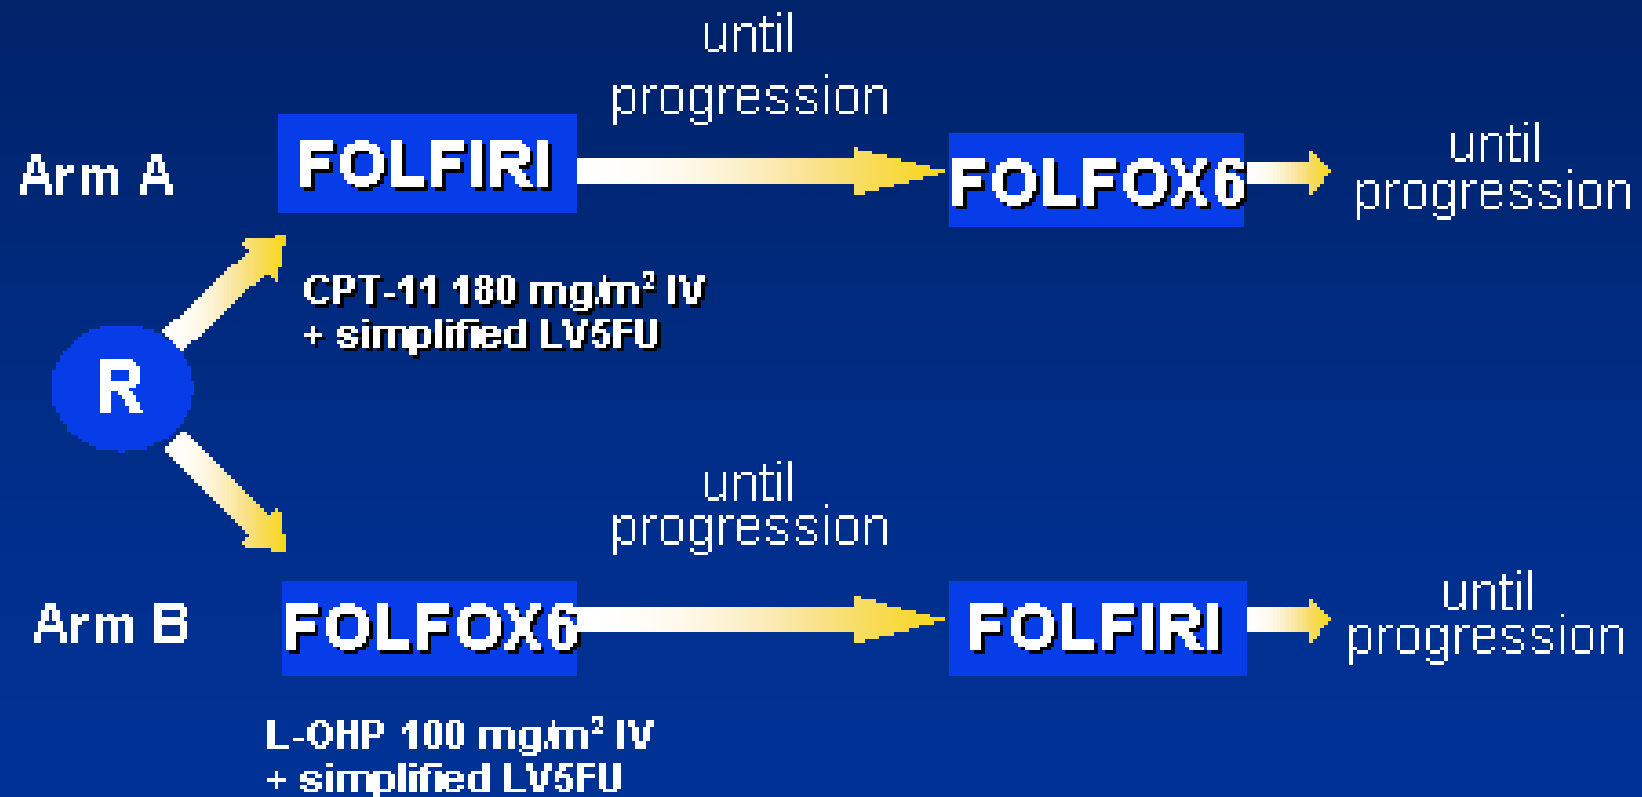 until
progression
Arm A
FOLFIRI
FOLFOX6
until
progression
CPT-11 180 mg/m² IV
+ simplified LV5FU
R
until
progression
Arm B
FOLFOX6
FOLFIRI
until
progression
L-OHP 100 mg/m² IV
+ simplified LV5FU